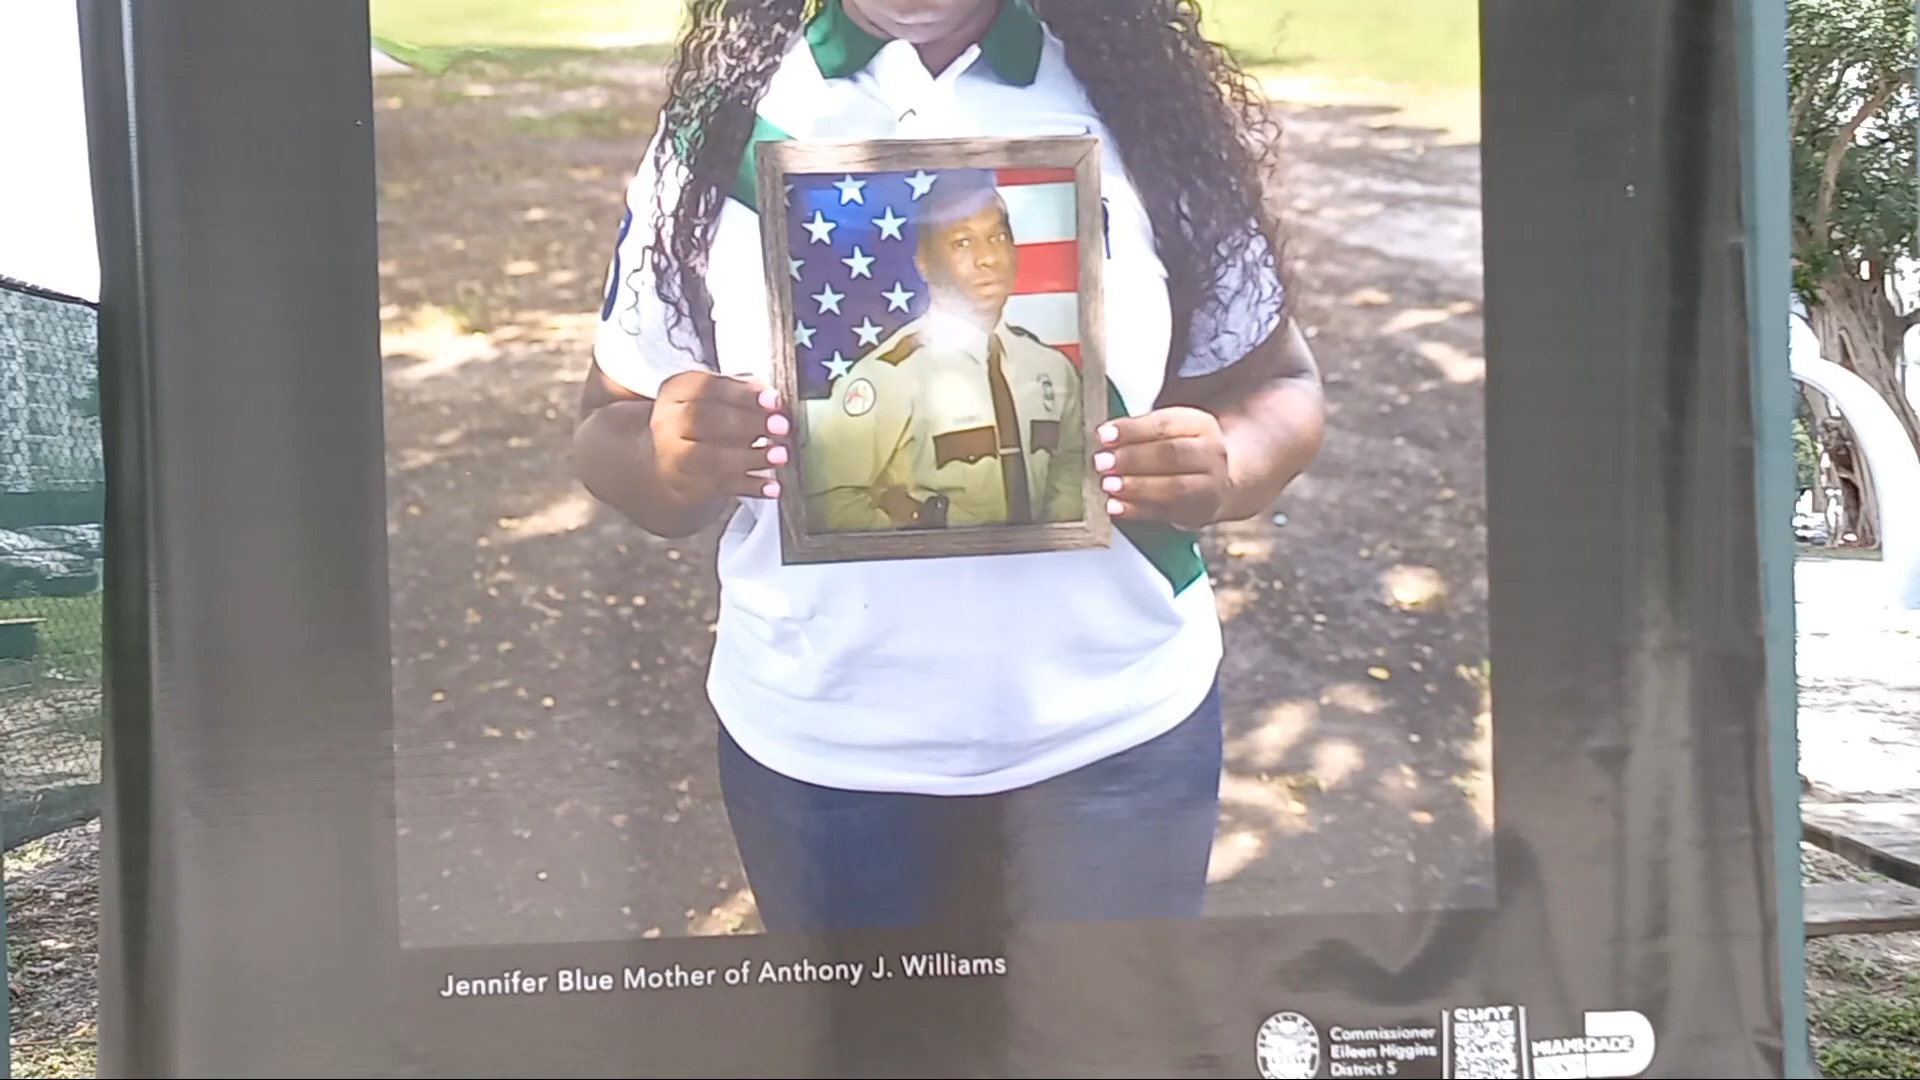 Jennifer Blue Mother of Anthony J. Williams
Commissioner
Eileen Higgins
District 5
SHOT
MIAMI-DADE